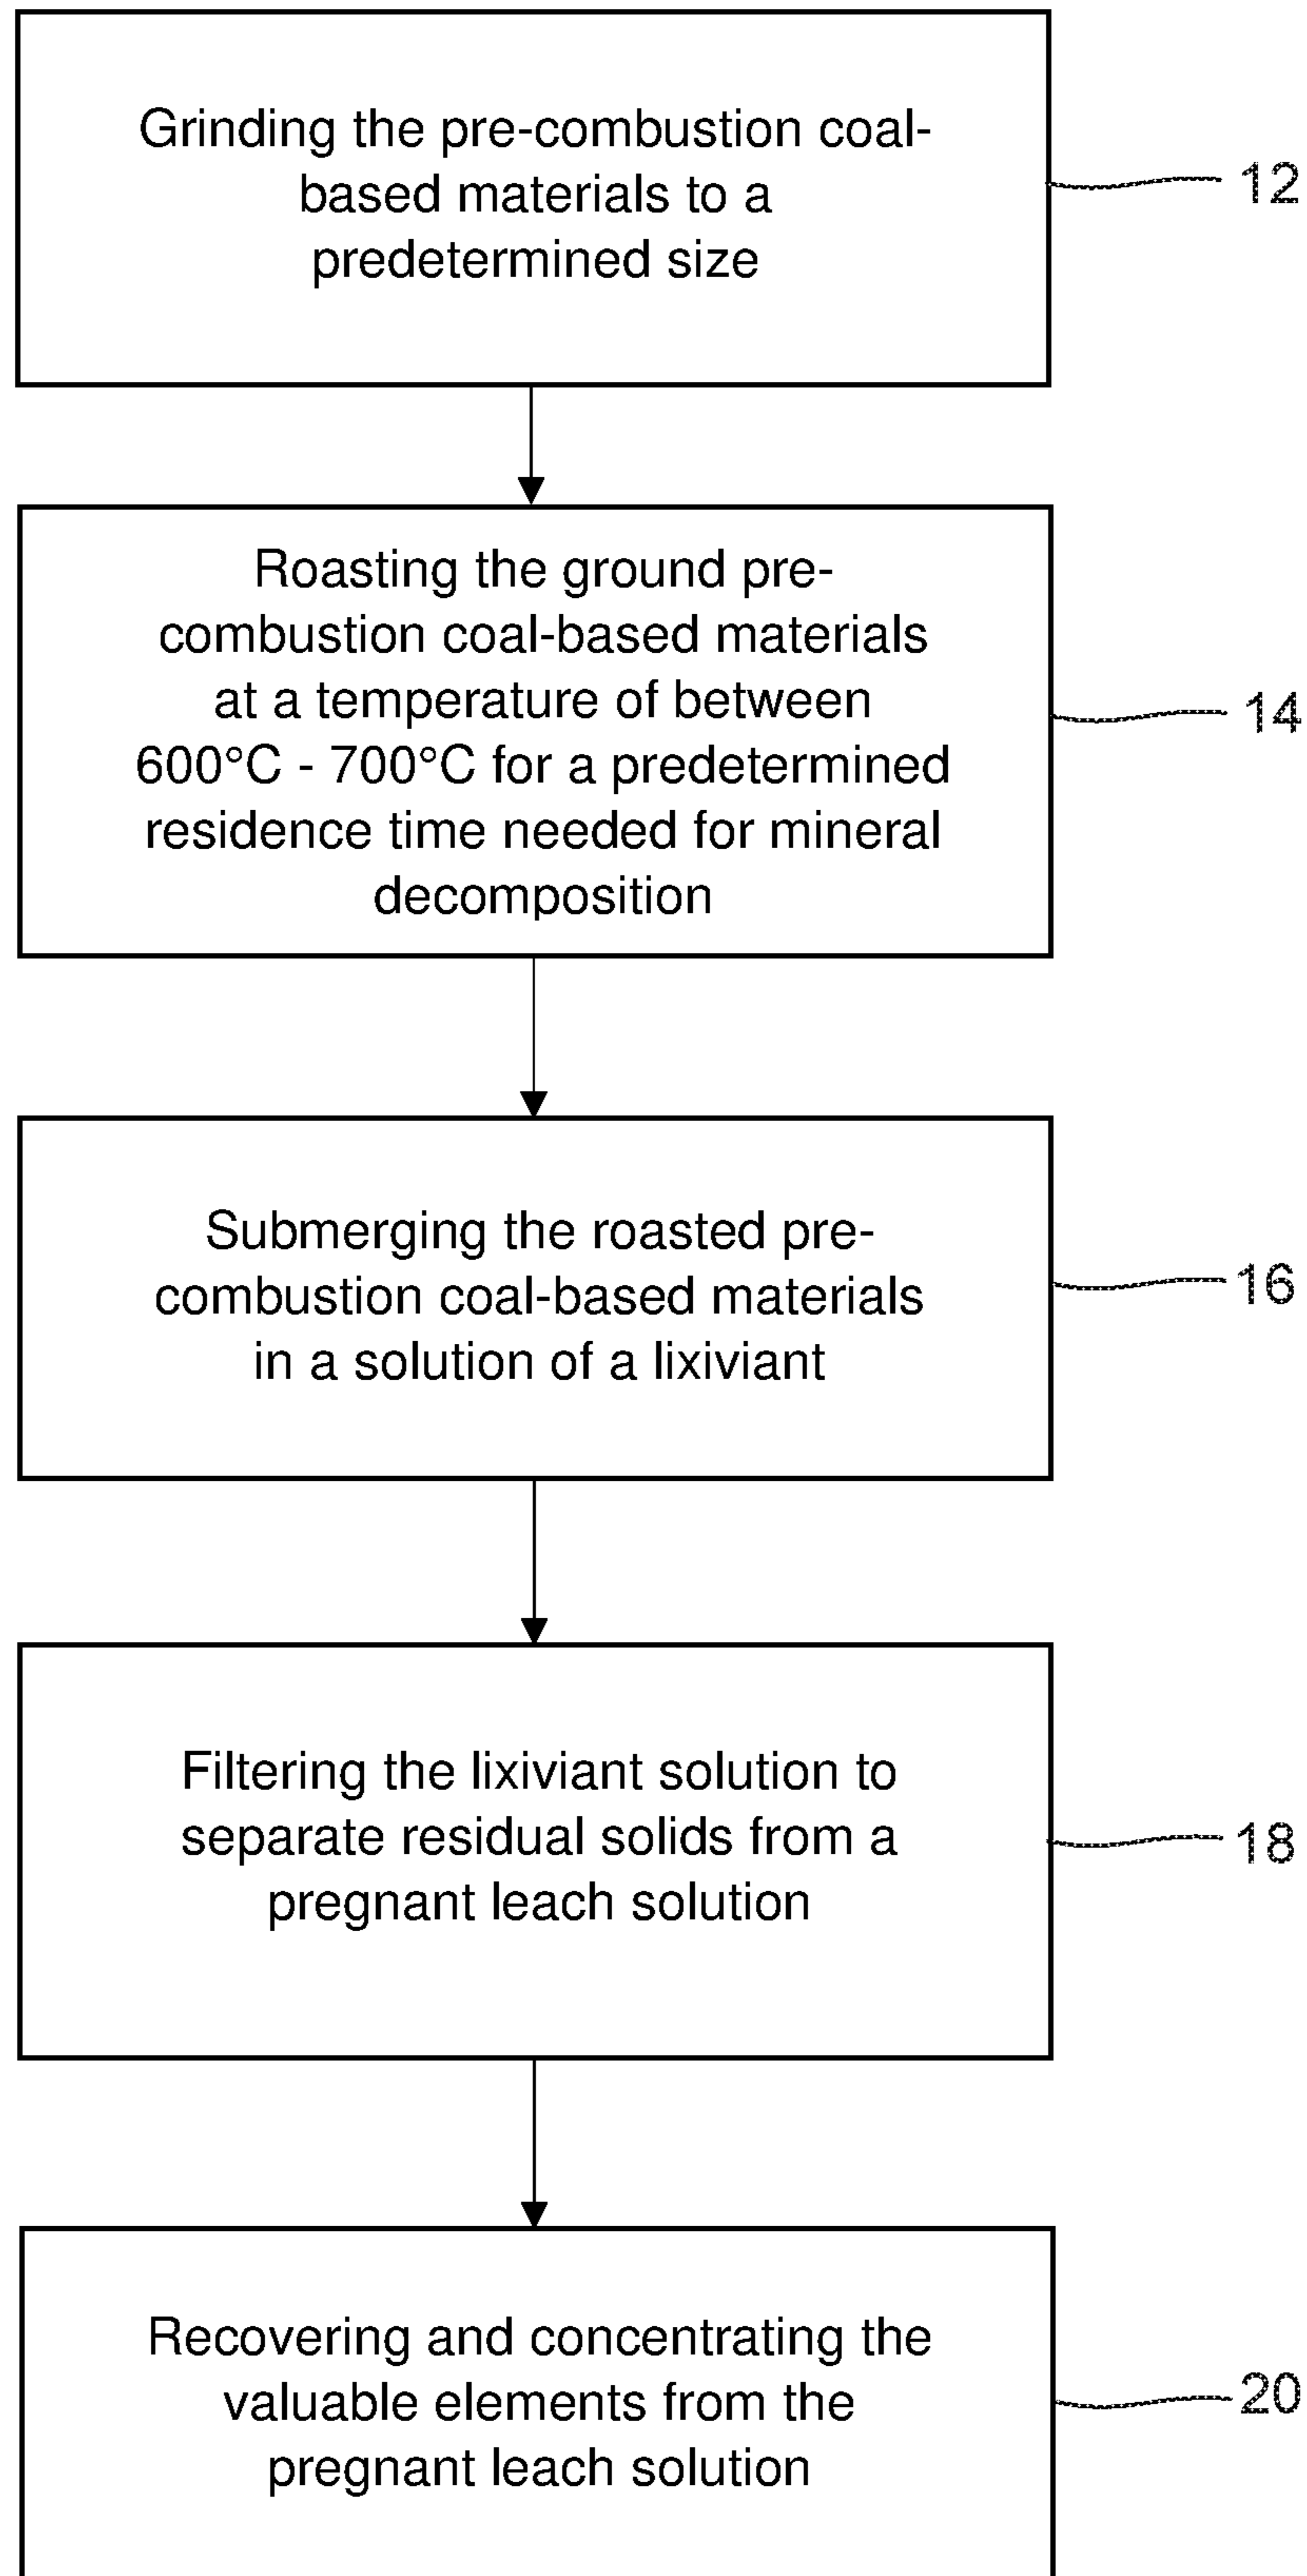 Grinding the pre-combustion coal-
based materials to a
predetermined size
12
Roasting the ground pre-
combustion coal-based materials
at a temperature of between
600°C - 700°C for a predetermined
residence time needed for mineral
decomposition
14
Submerging the roasted pre-
combustion coal-based materials
in a solution of a lixiviant
16
Filtering the lixiviant solution to
separate residual solids from a
pregnant leach solution
18
Recovering and concentrating the
valuable elements from the
pregnant leach solution
20